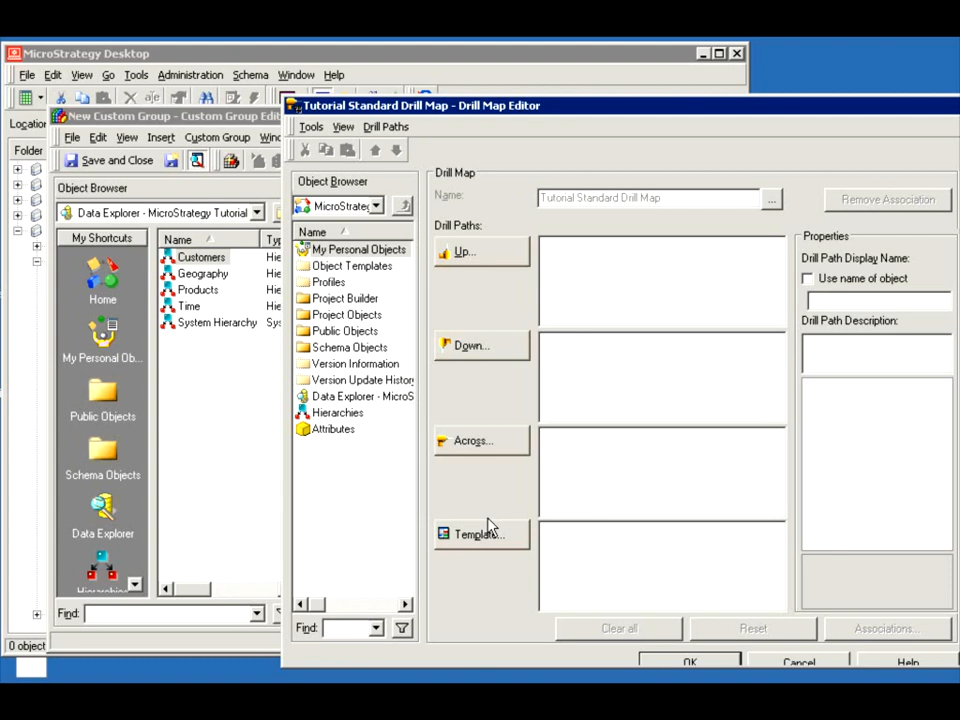 MicroStrategy Desktop
File Edit View Go Tools Administration Schema Window Help
Folder
0 object
New Custom Group - Custom Group
File Edit View Insert Custom Group
Save and Close
Object Browser
Data Explorer - MicroStrategy Tutorial
My Shortcuts
Home
My Personal Ob...
Public Objects
Schema Objects
Data Explorer
Hierarchies
Name
Customers
Geography
Products
Time
System Hierarchy
Find:
Tutorial Standard Drill Map - Drill Map Editor
Tools View Drill Paths
Object Browser
Name
My Personal Objects
Object Templates
Profiles
Project Builder
Project Objects
Public Objects
Schema Objects
Version Information
Version Update History
Data Explorer - MicroS
Hierarchies
Attributes
Find:
Drill Map
Name: Tutorial Standard Drill Map ... Remove Association
Drill Paths:
Up...
Down...
Across...
Template...
Properties
Drill Path Display Name:
Use name of object
Drill Path Description:
Clear all Reset Associations...
OK Cancel Help